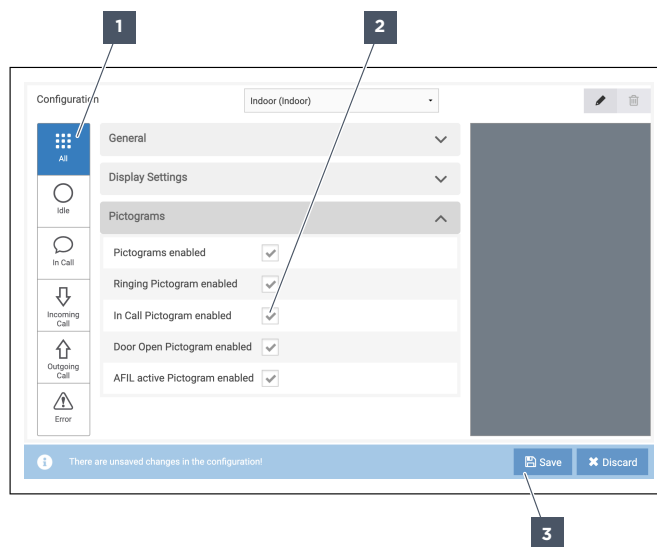 1
2
Configuration
Indoor (Indoor)
All
General
Display Settings
Idle
Pictograms
In Call
Pictograms enabled
Ringing Pictogram enabled
Incoming
Call
In Call Pictogram enabled
Door Open Pictogram enabled
Outgoing
Call
AFIL active Pictogram enabled
Error
There are unsaved changes in the configuration!
Save
Discard
3